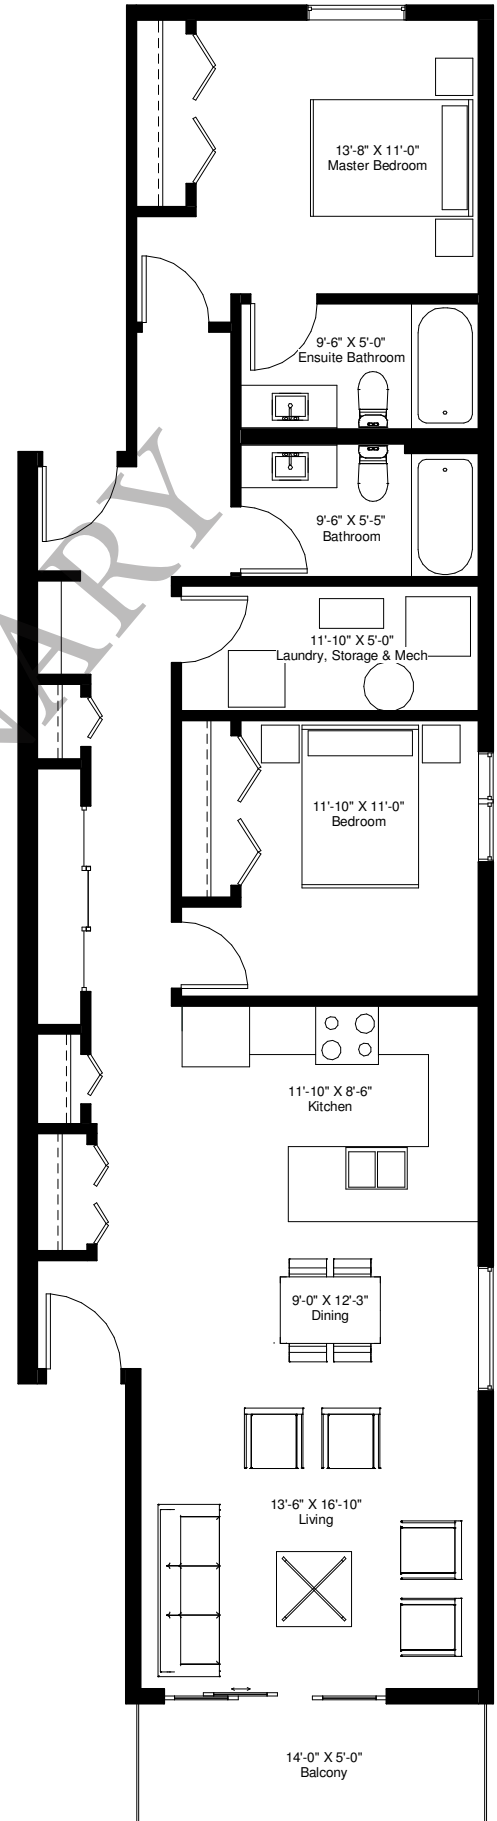 13'-8" X 11'-0"
Master Bedroom
9'-6" X 5'-0"
Ensuite Bathroom
9'-6" X 5'-5"
Bathroom
NARY
11'-10" X 5'-0"
Laundry, Storage & Mech
11'-10" X 11'-0"
Bedroom
11'-10" X 8'-6"
Kitchen
9'-0" X 12'-3"
Dining
13'-6" X 16'-10"
Living
14'-0" X 5'-0"
Balcony